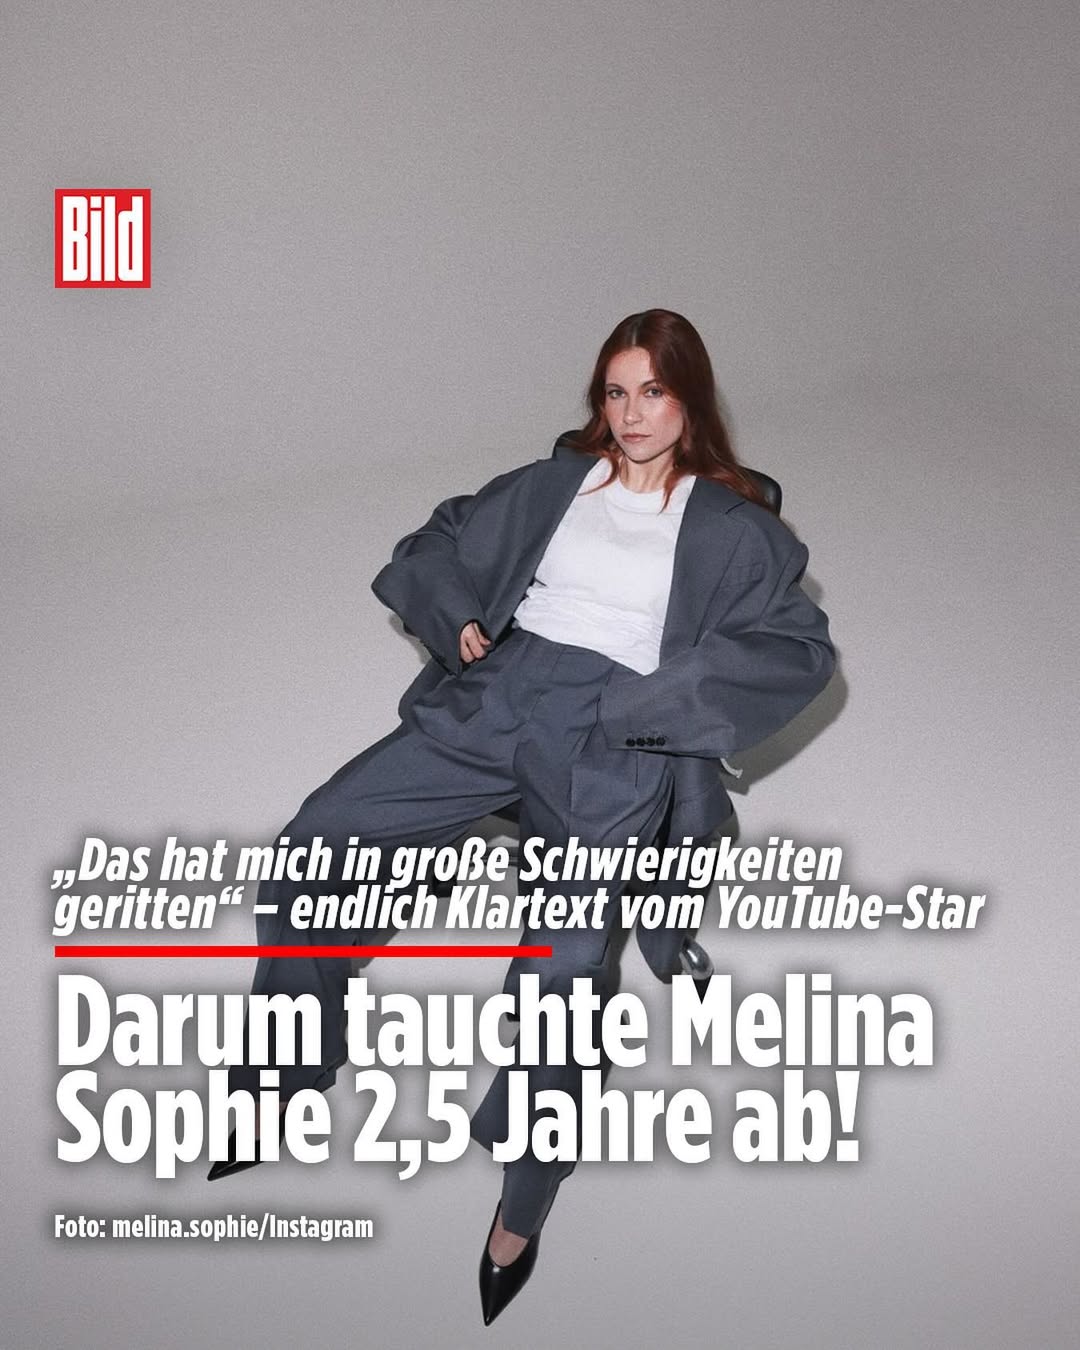 Bild
„Das hat mich in große Schwierigkeiten
geritten“ – endlich Klartext vom YouTube-Star
Darum tauchte Melina
Sophie 2,5 Jahre ab!
Foto: melina.sophie/Instagram